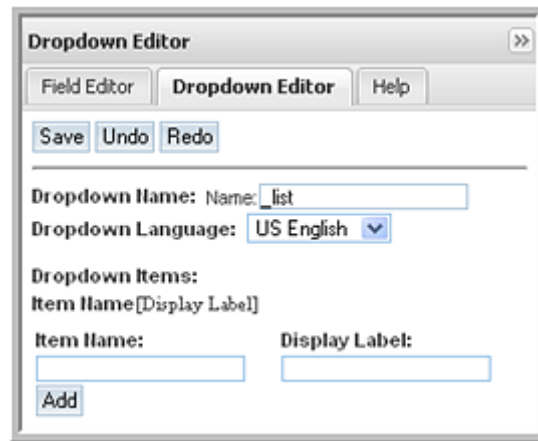 Dropdown Editor
Field Editor Dropdown Editor Help
Save Undo Redo
Dropdown Name: Name: _list
Dropdown Language: US English
Dropdown Items:
Item Name[Display Label]
Item Name: Display Label:
Add